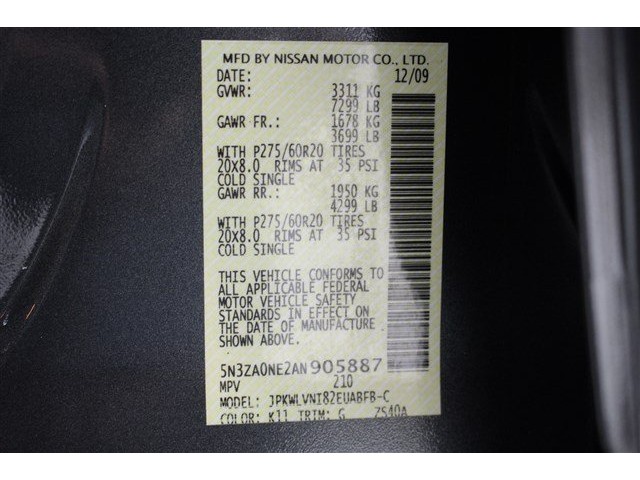 MFD BY NISSAN MOTOR CO., LTD.
DATE: 12/09
GVWR: 3311 KG
7299 LB
GAWR FR.: 1678 KG
3699 LB
WITH P275/60R20 TIRES
20X8.0 RIMS AT 35 PSI
COLD SINGLE
GAWR RR.: 1950 KG
4299 LB
WITH P275/60R20 TIRES
20X8.0 RIMS AT 35 PSI
COLD SINGLE
THIS VEHICLE CONFORMS TO
ALL APPLICABLE FEDERAL
MOTOR VEHICLE SAFETY
STANDARDS IN EFFECT ON
THE DATE OF MANUFACTURE
SHOWN ABOVE.
5N3ZA0NE2AN905887
MPV 210
MODEL: JPKWLVNI82EUABFB-C
COLOR: K11 TRIM: G ZS40A